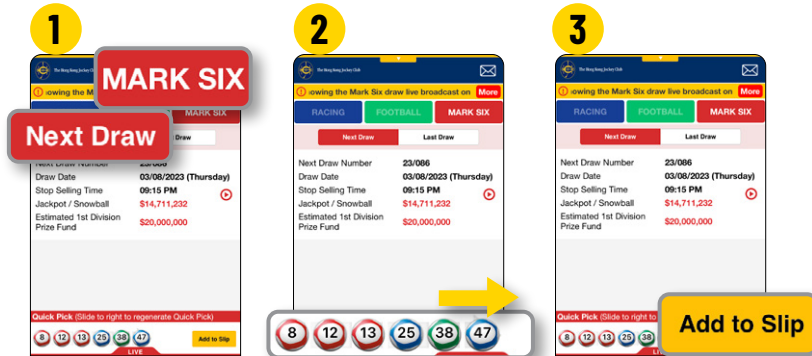 1
The Hong Kong Jockey Club
MARK SIX
owing the M
MARK SIX
Next Draw
Draw
Next Draw Number 23/086
Draw Date 03/08/2023 (Thursday)
Stop Selling Time 09:15 PM
Jackpot / Snowball $14,711,232
Estimated 1st Division
Prize Fund $20,000,000
Quick Pick (Slide to right to regenerate Quick Pick)
8 12 13 25 38 47 Add to Slip
LIVE
2
The Hong Kong Jockey Club
owing the Mark Six draw live broadcast on More
RACING FOOTBALL MARK SIX
Next Draw Last Draw
Next Draw Number 23/086
Draw Date 03/08/2023 (Thursday)
Stop Selling Time 09:15 PM
Jackpot / Snowball $14,711,232
Estimated 1st Division
Prize Fund $20,000,000
8 12 13 25 38 47
3
The Hong Kong Jockey Club
owing the Mark Six draw live broadcast on More
RACING FOOTBALL MARK SIX
Next Draw Last Draw
Next Draw Number 23/086
Draw Date 03/08/2023 (Thursday)
Stop Selling Time 09:15 PM
Jackpot / Snowball $14,711,232
Estimated 1st Division
Prize Fund $20,000,000
Quick Pick (Slide to right to
8 12 13 25 38
Add to Slip